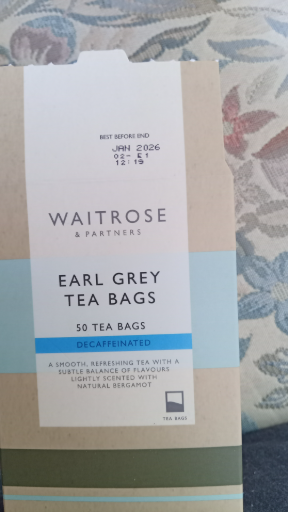 BEST BEFORE END
JAN 2026
02- E1
12:19
WAITROSE
& PARTNERS
EARL GREY
TEA BAGS
50 TEA BAGS
DECAFFEINATED
A SMOOTH, REFRESHING TEA WITH A
SUBTLE BALANCE OF FLAVOURS
LIGHTLY SCENTED WITH
NATURAL BERGAMOT
TEA BAGS